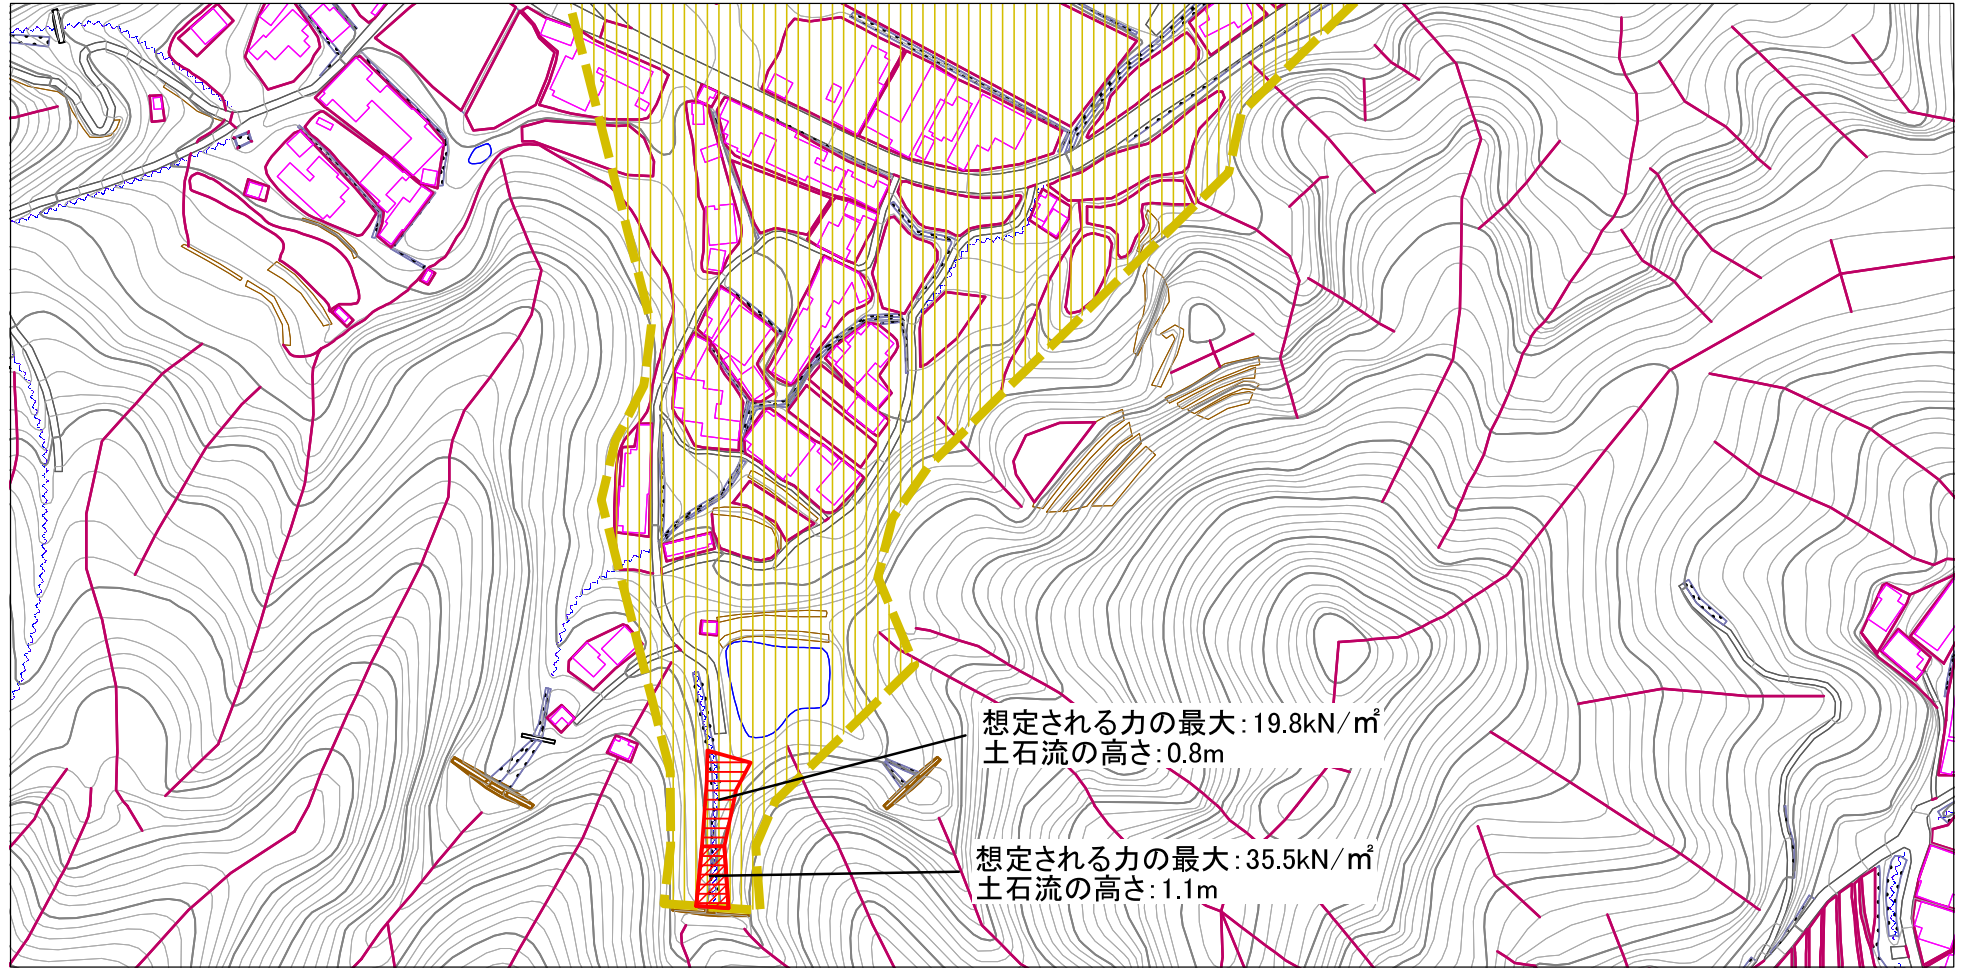 想定される力の最大:19.8kN/㎡
土石流の高さ:0.8m
想定される力の最大:35.5kN/㎡
土石流の高さ:1.1m